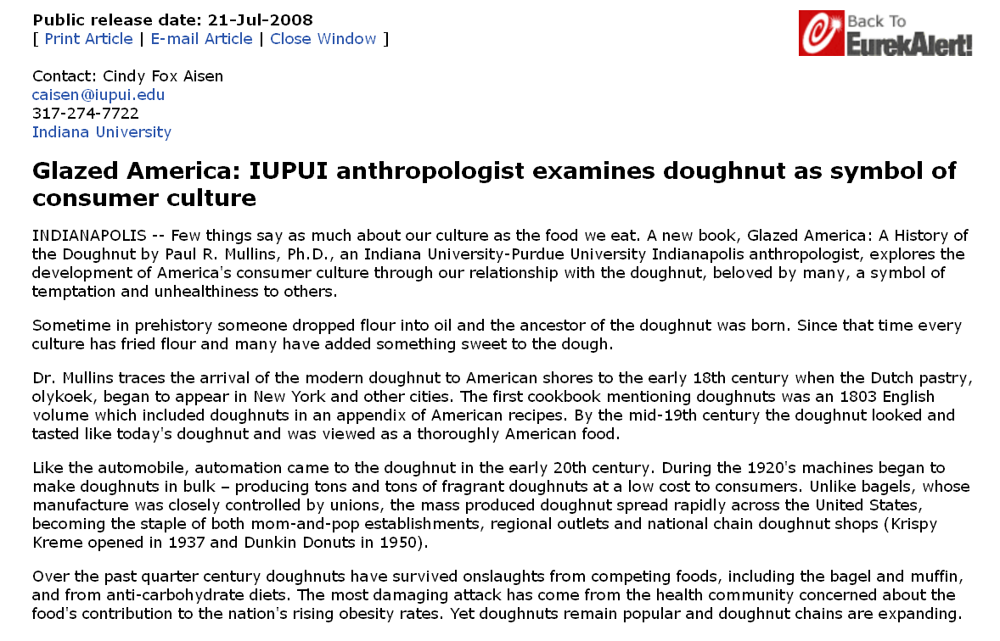 Public release date: 21-Jul-2008
[ Print Article | E-mail Article | Close Window ]
Back To
EurekAlert!
Contact: Cindy Fox Aisen
caisen@iupui.edu
317-274-7722
Indiana University
Glazed America: IUPUI anthropologist examines doughnut as symbol of
consumer culture
INDIANAPOLIS -- Few things say as much about our culture as the food we eat. A new book, Glazed America: A History of
the Doughnut by Paul R. Mullins, Ph.D., an Indiana University-Purdue University Indianapolis anthropologist, explores the
development of America's consumer culture through our relationship with the doughnut, beloved by many, a symbol of
temptation and unhealthiness to others.
Sometime in prehistory someone dropped flour into oil and the ancestor of the doughnut was born. Since that time every
culture has fried flour and many have added something sweet to the dough.
Dr. Mullins traces the arrival of the modern doughnut to American shores to the early 18th century when the Dutch pastry,
olykoek, began to appear in New York and other cities. The first cookbook mentioning doughnuts was an 1803 English
volume which included doughnuts in an appendix of American recipes. By the mid-19th century the doughnut looked and
tasted like today's doughnut and was viewed as a thoroughly American food.
Like the automobile, automation came to the doughnut in the early 20th century. During the 1920's machines began to
make doughnuts in bulk – producing tons and tons of fragrant doughnuts at a low cost to consumers. Unlike bagels, whose
manufacture was closely controlled by unions, the mass produced doughnut spread rapidly across the United States,
becoming the staple of both mom-and-pop establishments, regional outlets and national chain doughnut shops (Krispy
Kreme opened in 1937 and Dunkin Donuts in 1950).
Over the past quarter century doughnuts have survived onslaughts from competing foods, including the bagel and muffin,
and from anti-carbohydrate diets. The most damaging attack has come from the health community concerned about the
food's contribution to the nation's rising obesity rates. Yet doughnuts remain popular and doughnut chains are expanding.